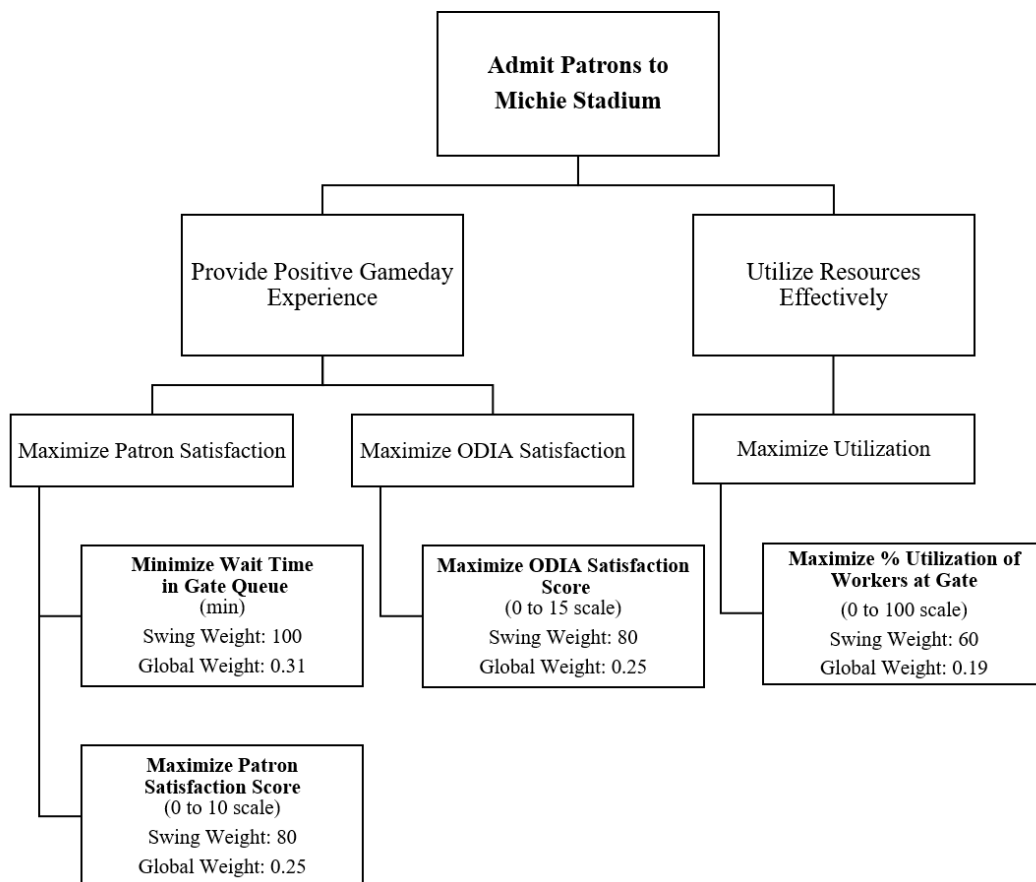 Admit Patrons to
Michie Stadium
Provide Positive Gameday
Experience
Utilize Resources
Effectively
Maximize Patron Satisfaction
Maximize ODIA Satisfaction
Maximize Utilization
Minimize Wait Time
in Gate Queue
(min)
Swing Weight: 100
Global Weight: 0.31
Maximize ODIA Satisfaction
Score
(0 to 15 scale)
Swing Weight: 80
Global Weight: 0.25
Maximize % Utilization of
Workers at Gate
(0 to 100 scale)
Swing Weight: 60
Global Weight: 0.19
Maximize Patron
Satisfaction Score
(0 to 10 scale)
Swing Weight: 80
Global Weight: 0.25